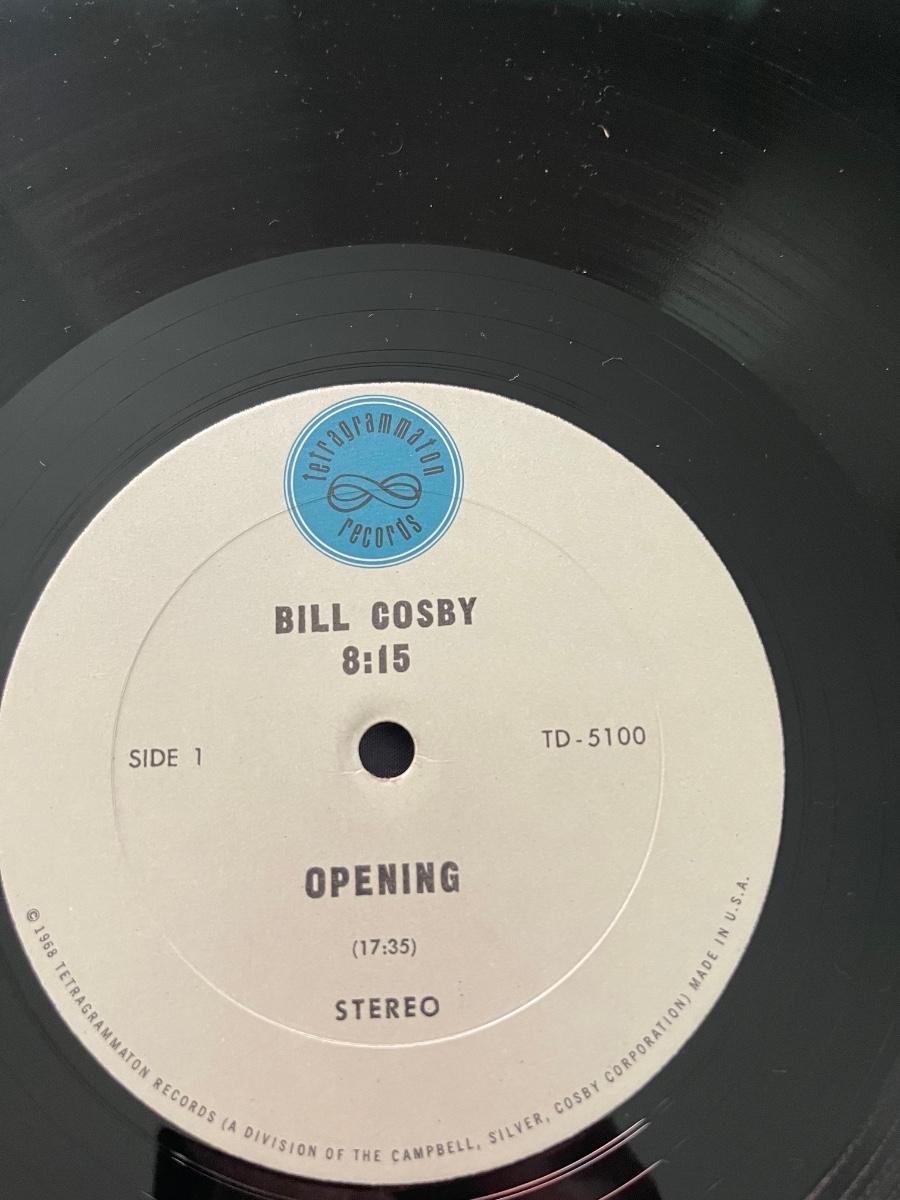 tetragrammaton
records
BILL COSBY
8:15
SIDE 1
TD-5100
OPENING
(17:35)
STEREO
© 1968 TETRAGRAMMATON RECORDS (A DIVISION OF THE CAMPBELL, SILVER, COSBY CORPORATION) MADE IN U.S.A.